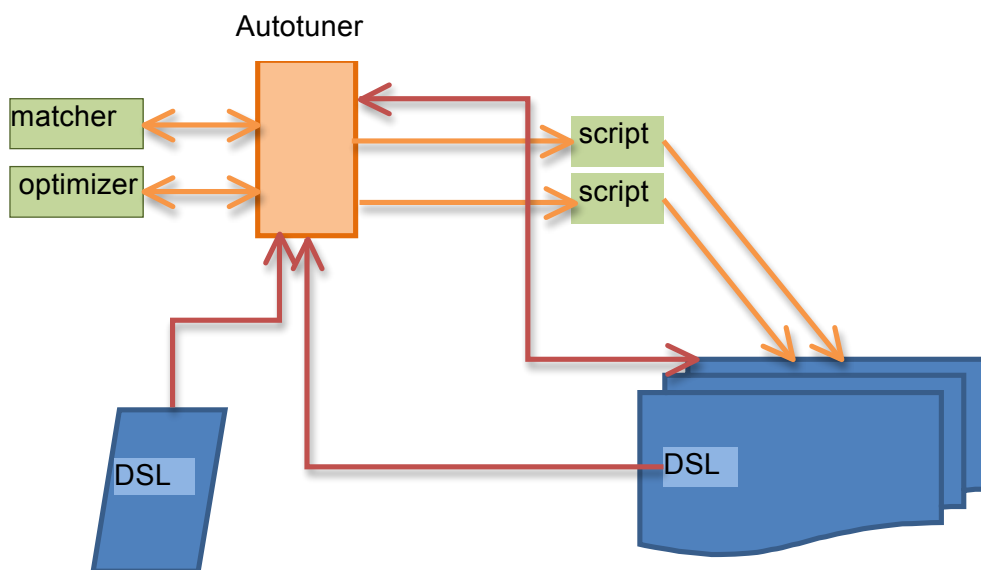 Autotuner
matcher
optimizer
script
script
DSL
DSL